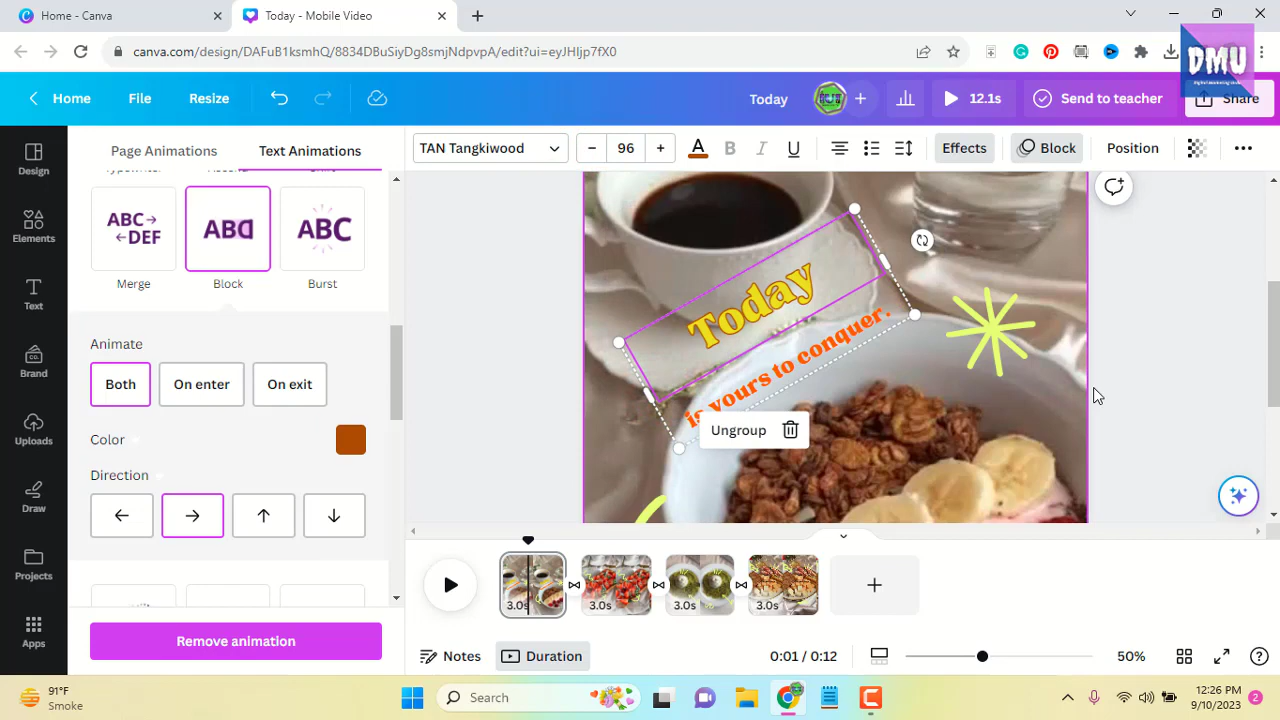 Home - Canva
Today - Mobile Video
canva.com/design/DAFuB1ksmhQ/8834DBuSiyDg8smjNdpvpA/edit?ui=eyJHIjp7fX0
DMU
Home
File
Resize
Today
12.1s
Send to teacher
Share
Design
Elements
Text
Brand
Uploads
Draw
Projects
Apps
Page Animations
Text Animations
ABC
DEF
ABD
ABC
Merge
Block
Burst
Animate
Both
On enter
On exit
Color
Direction
Remove animation
TAN Tangkiwood
96
A
B
I
U
Effects
Block
Position
Today
is yours to conquer.
Ungroup
3.0s
3.0s
3.0s
3.0s
Notes
Duration
0:01 / 0:12
50%
91°F
Smoke
Search
12:26 PM
9/10/2023
2